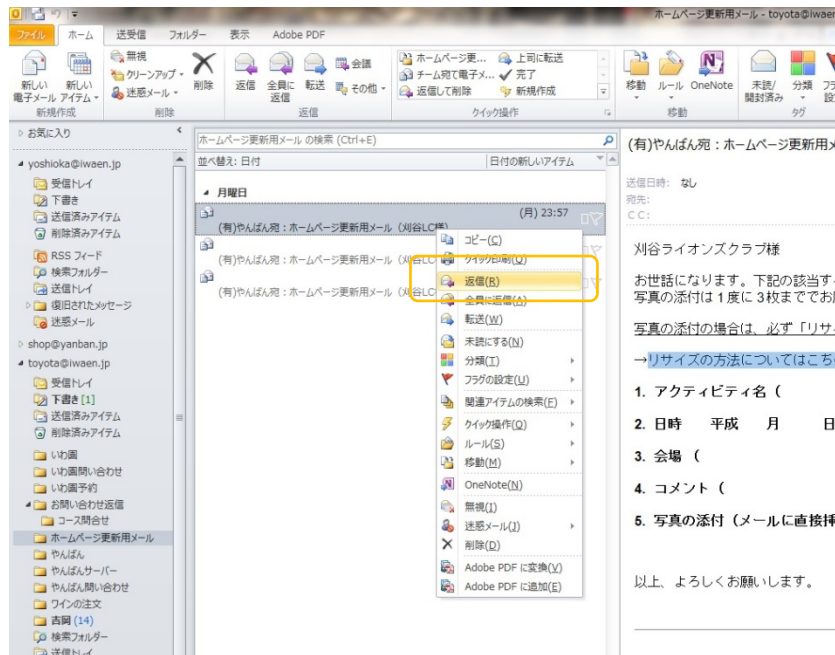 ホームページ更新用メール - toyota@iwaen
ファイル ホーム 送受信 フォルダー 表示 Adobe PDF
新しい電子メール
新しいアイテム
無視
クリーンアップ
迷惑メール
削除
返信
全員に返信
転送
会議
その他
ホームページ更...
チーム宛て電子メ...
返信して削除
上司に転送
完了
新規作成
移動
ルール
OneNote
未読/開封済み
分類
新規作成 削除 返信 クイック操作 移動 タグ
お気に入り
yoshioka@iwaen.jp
受信トレイ
下書き
送信済みアイテム
削除済みアイテム
RSS フィード
検索フォルダー
送信トレイ
復旧されたメッセージ
迷惑メール
shop@yanban.jp
toyota@iwaen.jp
受信トレイ
下書き [1]
送信済みアイテム
削除済みアイテム
いわ園
いわ園問い合わせ
いわ園予約
お問い合わせ返信
コース問合せ
ホームページ更新用メール
やんばん
やんばんサーバー
やんばん問い合わせ
ワインの注文
吉岡 (14)
検索フォルダー
送信トレイ
ホームページ更新用メール の検索 (Ctrl+E)
並べ替え: 日付 日付の新しいアイテム
月曜日
(月) 23:57
(有)やんばん宛：ホームページ更新用メール（刈谷LC様）
(有)やんばん宛：ホームページ更新用メール（刈谷LC
(有)やんばん宛：ホームページ更新用メール（刈谷LC
コピー(C)
クイック印刷(Q)
返信(R)
全員に返信(A)
転送(W)
未読にする(N)
分類(T)
フラグの設定(U)
関連アイテムの検索(F)
クイック操作(Q)
ルール(S)
移動(M)
OneNote(N)
無視(I)
迷惑メール(J)
削除(D)
Adobe PDF に変換(V)
Adobe PDF に追加(E)
(有)やんばん宛：ホームページ更新用メ
送信日時: なし
宛先:
CC:
刈谷ライオンズクラブ様
お世話になります。下記の該当す
写真の添付は１度に３枚まででお
写真の添付の場合は、必ず「リサ
→リサイズの方法についてはこち
1. アクティビティ名（
2. 日時 平成 月 日
3. 会場（
4. コメント（
5. 写真の添付（メールに直接挿
以上、よろしくお願いします。